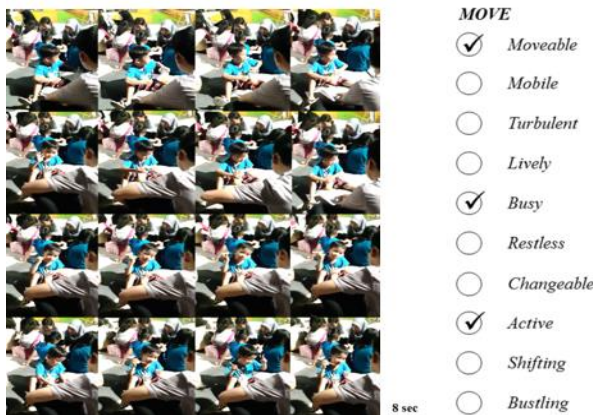 MOVE
Moveable
Mobile
Turbulent
Lively
Busy
Restless
Changeable
Active
Shifting
8 sec
Bustling